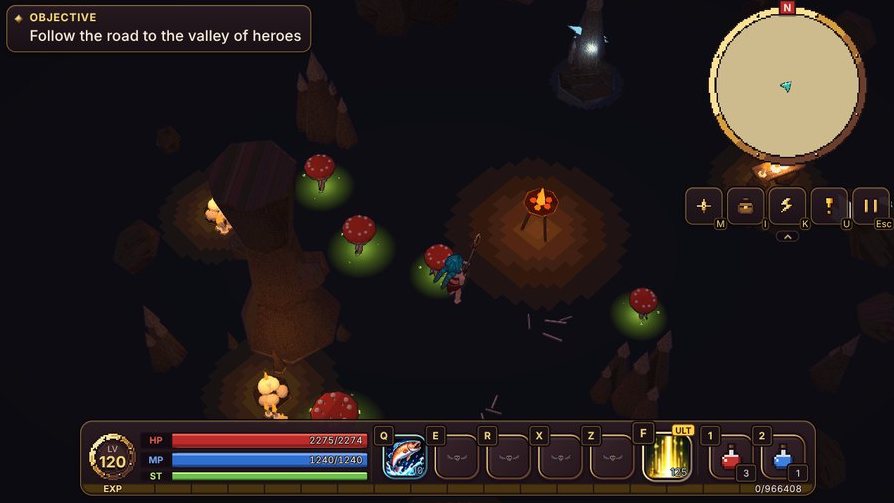 OBJECTIVE
Follow the road to the valley of heroes
N
M
I
K
U
Esc
LV
120
EXP
HP
2275/2274
MP
1240/1240
ST
Q
E
R
X
Z
F
ULT
125
1
3
2
1
0/966408